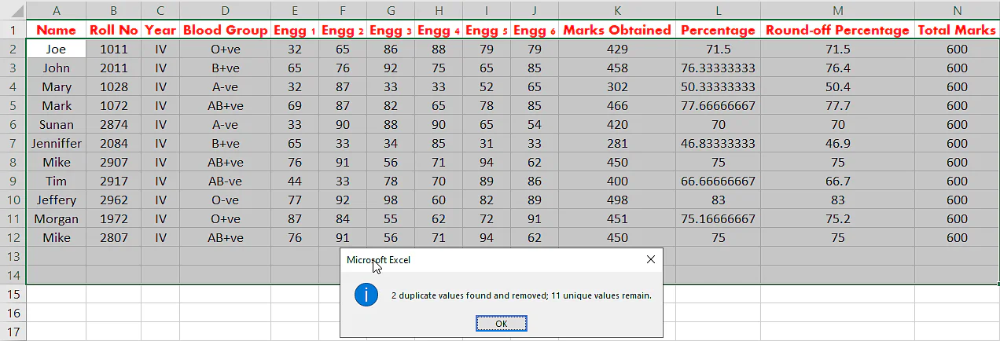 A B C D E F G H I J K L M N
1 Name Roll No Year Blood Group Engg 1 Engg 2 Engg 3 Engg 4 Engg 5 Engg 6 Marks Obtained Percentage Round-off Percentage Total Marks
2 Joe 1011 IV O+ve 32 65 86 88 79 79 429 71.5 71.5 600
3 John 2011 IV B+ve 65 76 92 75 65 85 458 76.33333333 76.4 600
4 Mary 1028 IV A-ve 32 87 33 33 52 65 302 50.33333333 50.4 600
5 Mark 1072 IV AB+ve 69 87 82 65 78 85 466 77.66666667 77.7 600
6 Sunan 2874 IV A-ve 33 90 88 90 65 54 420 70 70 600
7 Jenniffer 2084 IV B+ve 65 33 34 85 31 33 281 46.83333333 46.9 600
8 Mike 2907 IV AB+ve 76 91 56 71 94 62 450 75 75 600
9 Tim 2917 IV AB-ve 44 33 78 70 89 86 400 66.66666667 66.7 600
10 Jeffery 2962 IV O-ve 77 92 98 60 82 89 498 83 83 600
11 Morgan 1972 IV O+ve 87 84 55 62 72 91 451 75.16666667 75.2 600
12 Mike 2807 IV AB+ve 76 91 56 71 94 62 450 75 75 600
13
Microsoft Excel
14
15
2 duplicate values found and removed; 11 unique values remain.
16
OK
17